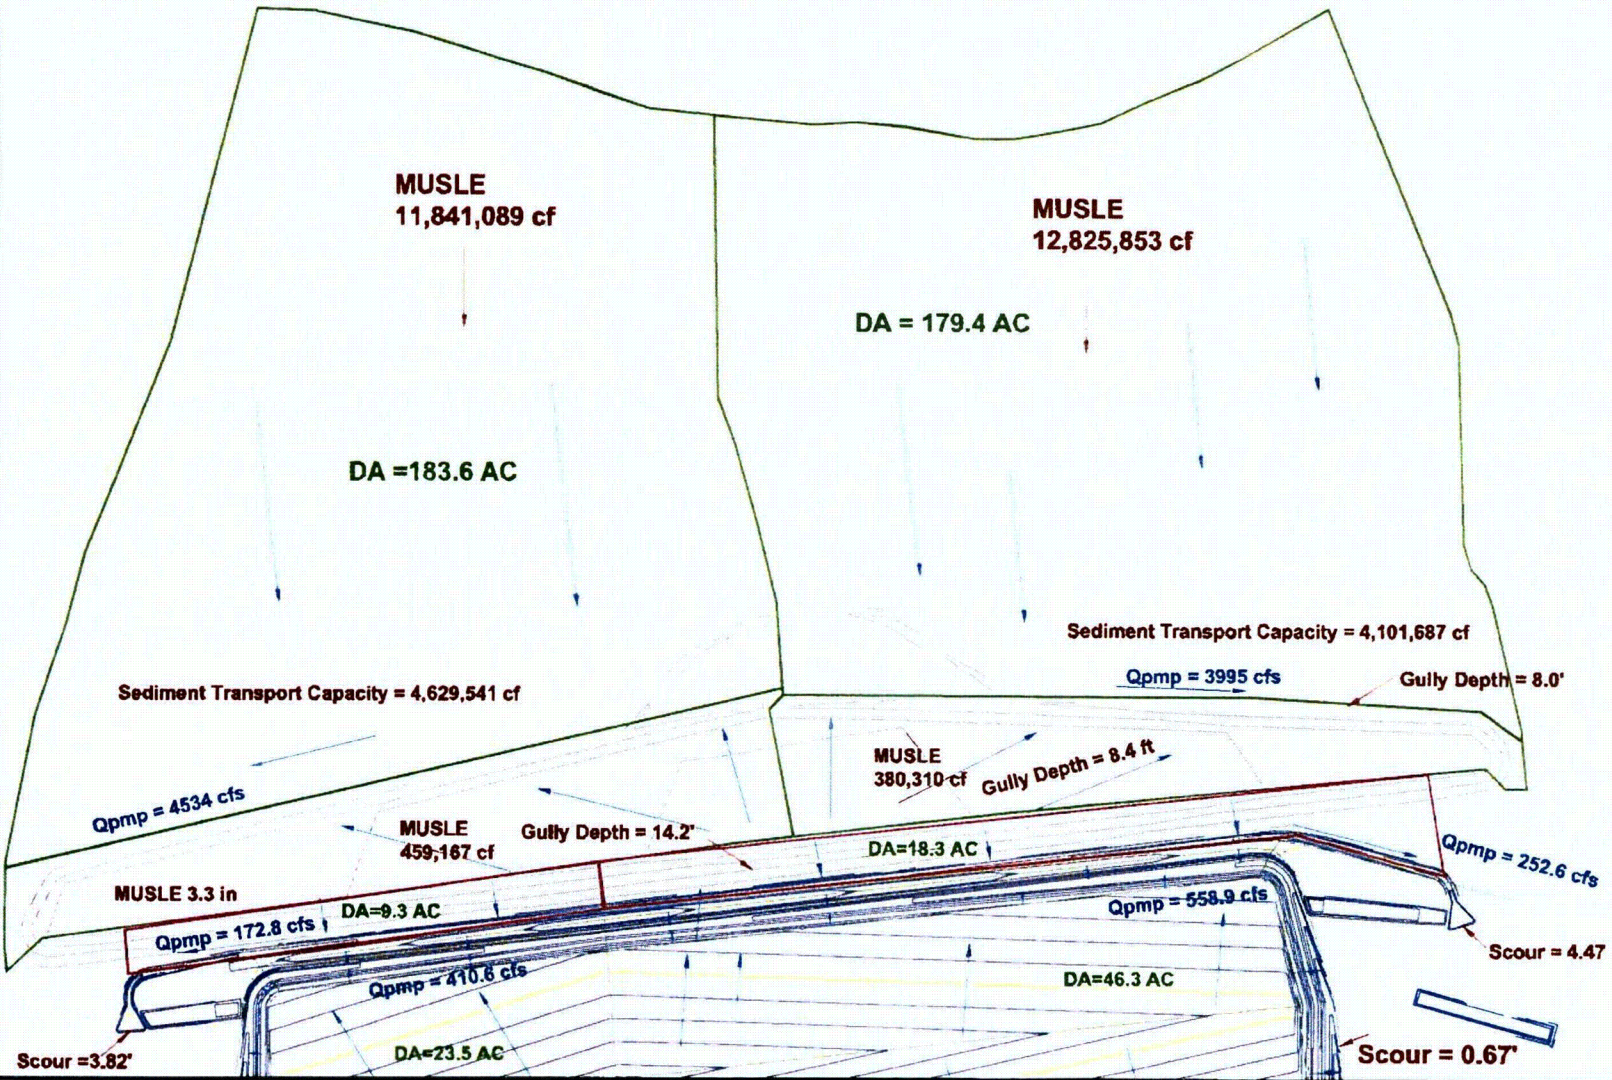 MUSLE
11,841,089 cf
MUSLE
12,825,853 cf
DA = 179.4 AC
DA =183.6 AC
Sediment Transport Capacity = 4,101,687 cf
Qpmp = 3995 cfs
Gully Depth = 8.0'
Sediment Transport Capacity = 4,629,541 cf
Qpmp = 4534 cfs
MUSLE
380,310 cf
Gully Depth = 8.4 ft
MUSLE
459,167 cf
Gully Depth = 14.2'
DA=18.3 AC
Qpmp = 252.6 cfs
MUSLE 3.3 in
DA=9.3 AC
Qpmp = 172.8 cfs
Qpmp = 558.9 cfs
Scour = 4.47
Qpmp = 410.6 cfs
DA=46.3 AC
DA=23.5 AC
Scour =3.82'
Scour = 0.67'